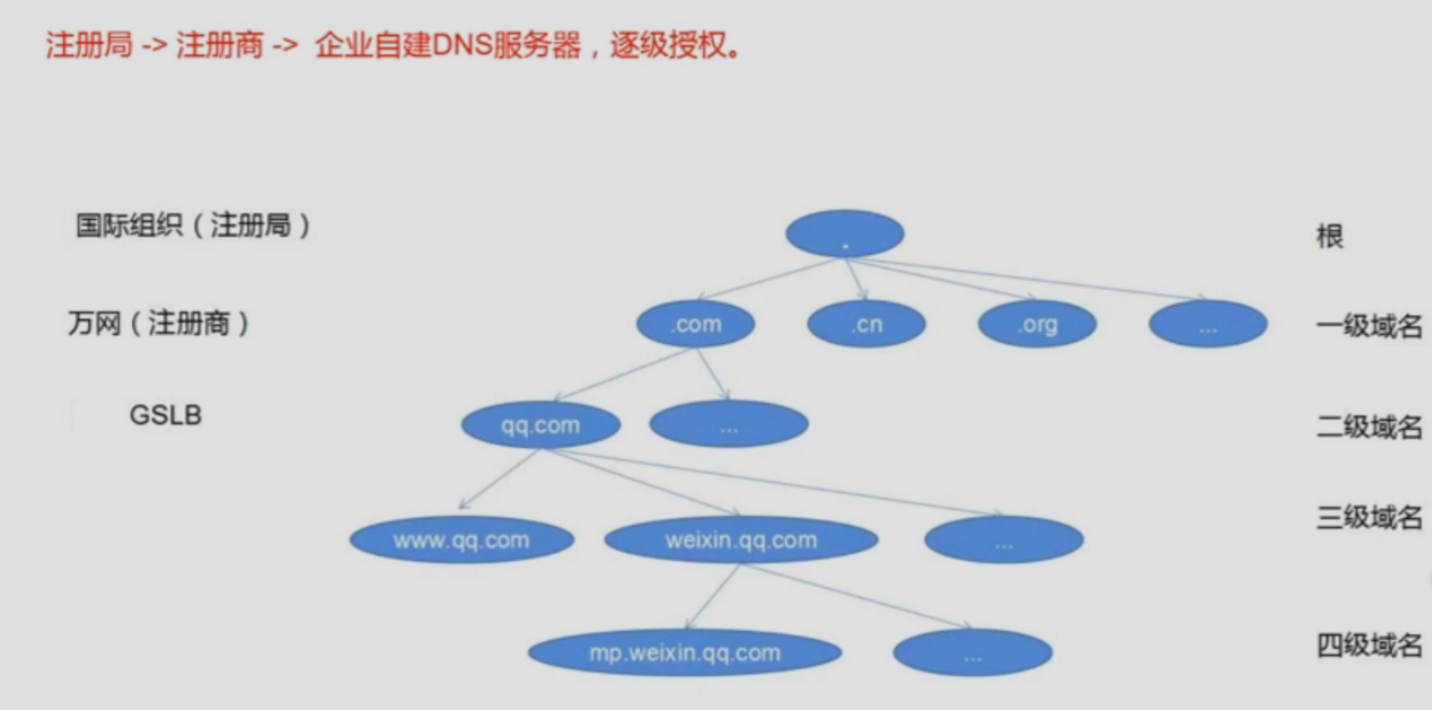 注册局 -> 注册商 -> 企业自建DNS服务器，逐级授权。
国际组织（注册局）
.
根
万网（注册商）
.com
.cn
.org
...
一级域名
GSLB
qq.com
...
二级域名
www.qq.com
weixin.qq.com
...
三级域名
mp.weixin.qq.com
...
四级域名